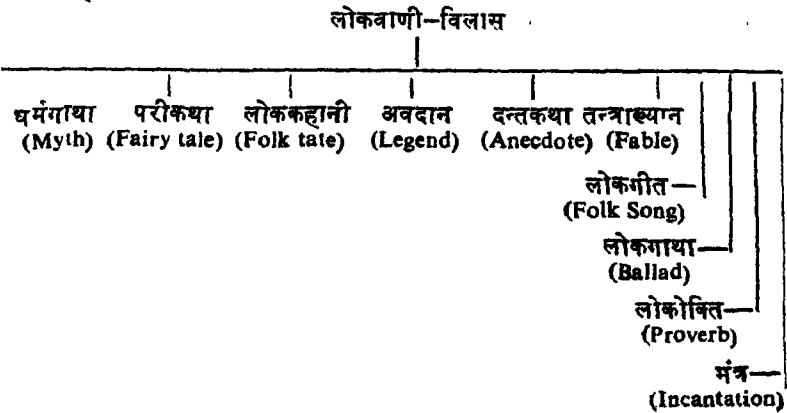 लोकवाणी–विलास
धर्मगाथा परीकथा लोककहानी अवदान दन्तकथा तन्त्राख्यान
(Myth) (Fairy tale) (Folk tate) (Legend) (Anecdote) (Fable)
लोकगीत
(Folk Song)
लोकगाथा
(Ballad)
लोकोक्ति
(Proverb)
मंत्र
(Incantation)